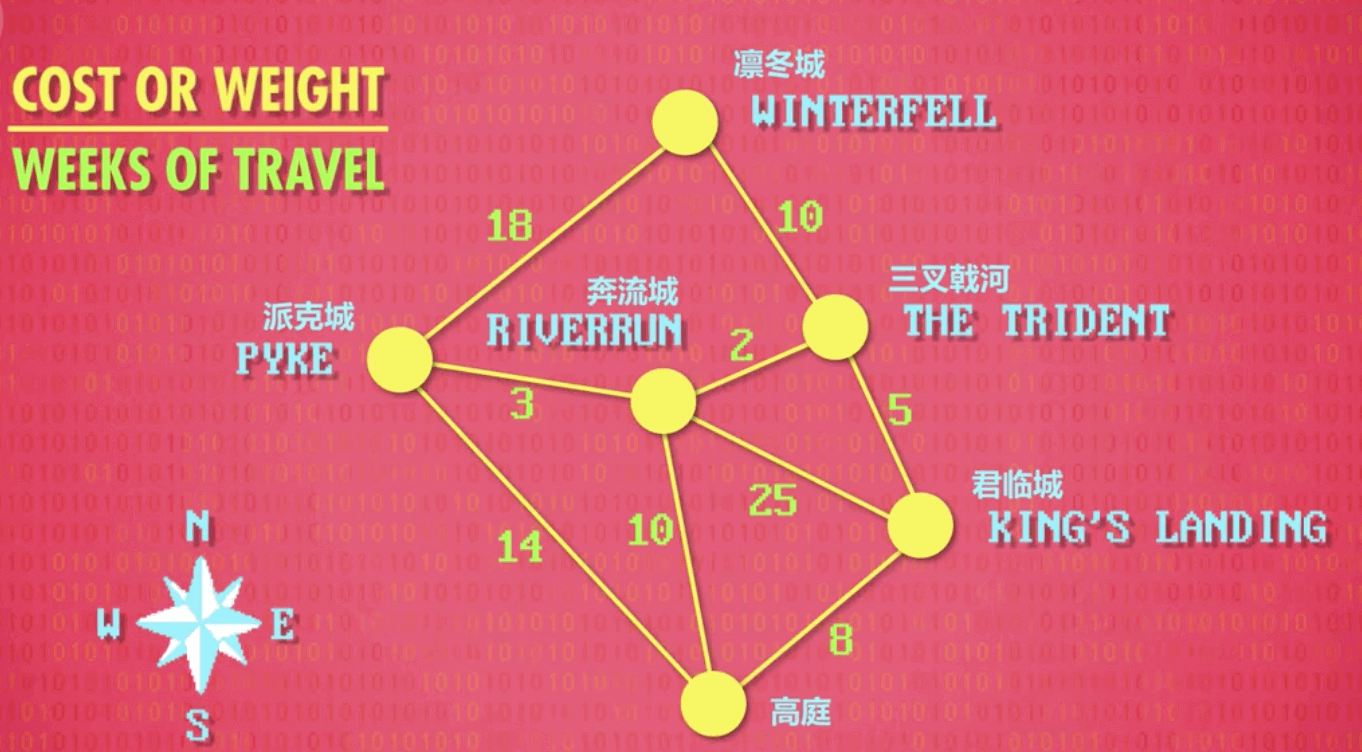 COST OR WEIGHT
WEEKS OF TRAVEL
凛冬城
WINTERFELL
18
10
三叉戟河
THE TRIDENT
奔流城
RIVERRUN
派克城
PYKE
2
3
5
君临城
KING'S LANDING
25
10
14
8
高庭
N
W
E
S